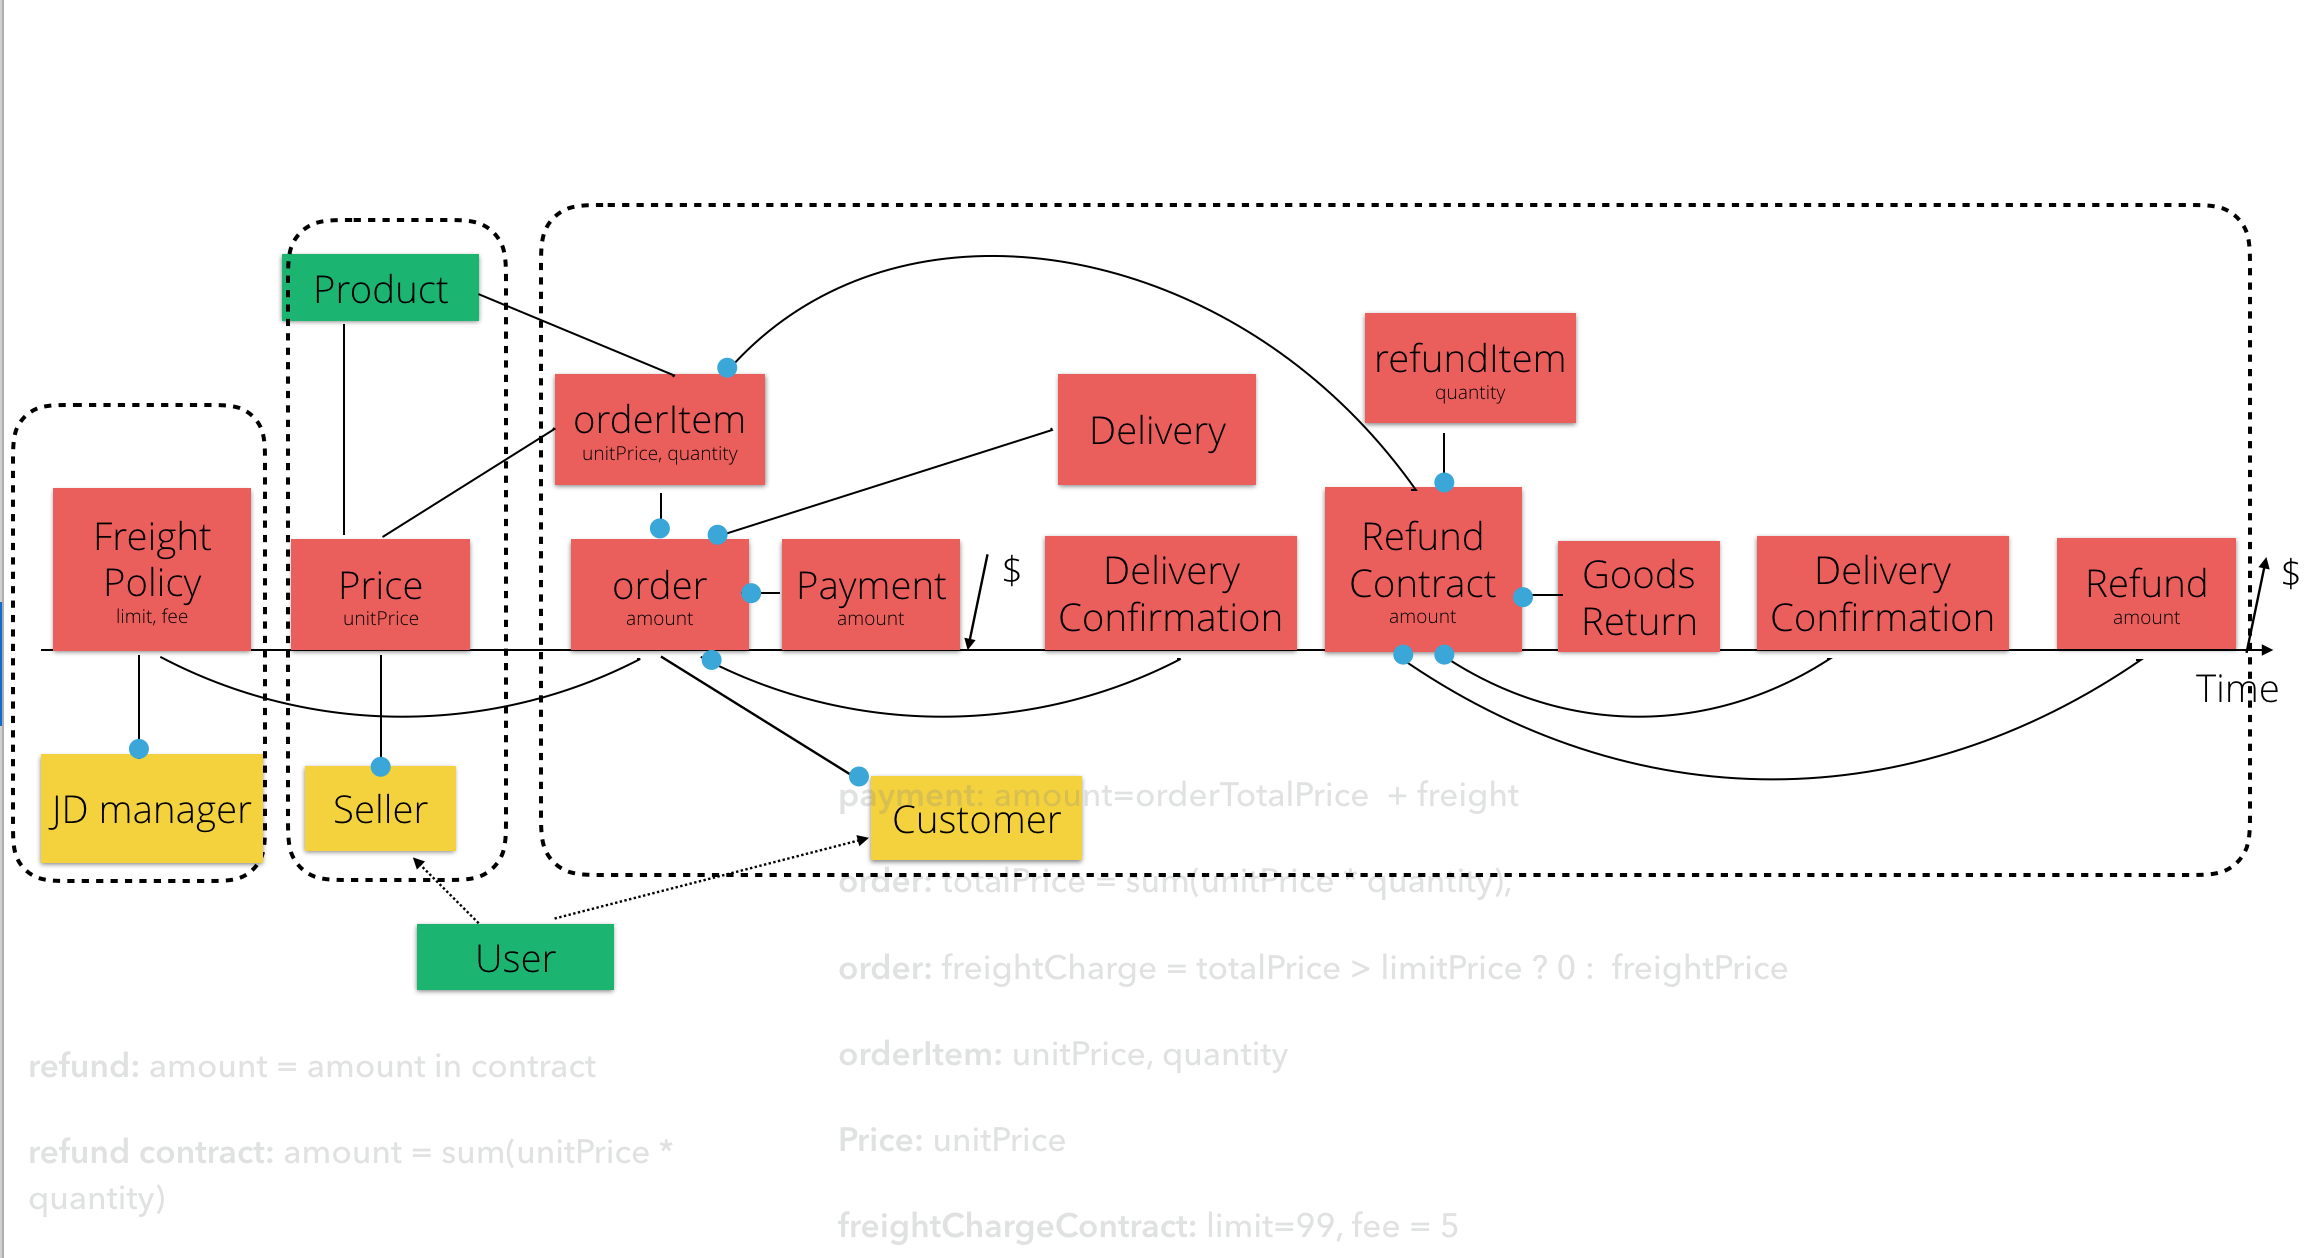 Product
refundItem
quantity
orderItem
unitPrice, quantity
Delivery
Freight
Policy
limit, fee
Price
unitPrice
order
amount
Payment
amount
$
Delivery
Confirmation
Refund
Contract
amount
Goods
Return
Delivery
Confirmation
Refund
amount
$
Time
JD manager
Seller
Customer
payment: amount=orderTotalPrice + freight
order: totalPrice = sum(unitPrice * quantity),
User
order: freightCharge = totalPrice > limitPrice ? 0 : freightPrice
orderItem: unitPrice, quantity
refund: amount = amount in contract
Price: unitPrice
refund contract: amount = sum(unitPrice *
quantity)
freightChargeContract: limit=99, fee = 5